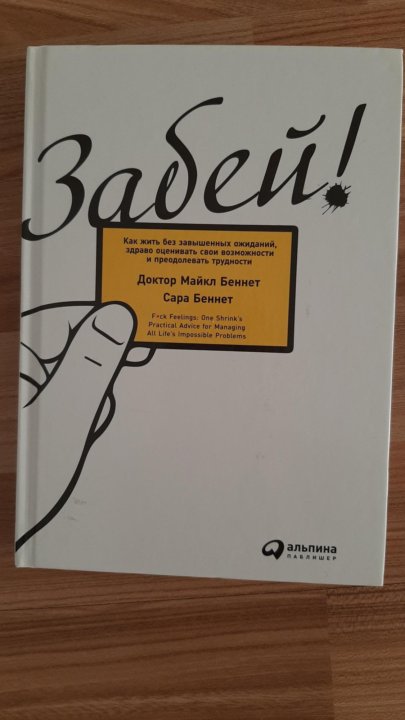 Забей!
Как жить без завышенных ожиданий,
здраво оценивать свои возможности
и преодолевать трудности
Доктор Майкл Беннет
Сара Беннет
F*ck Feelings: One Shrink's
Practical Advice for Managing
All Life's Impossible Problems
альпина
ПАБЛИШЕР